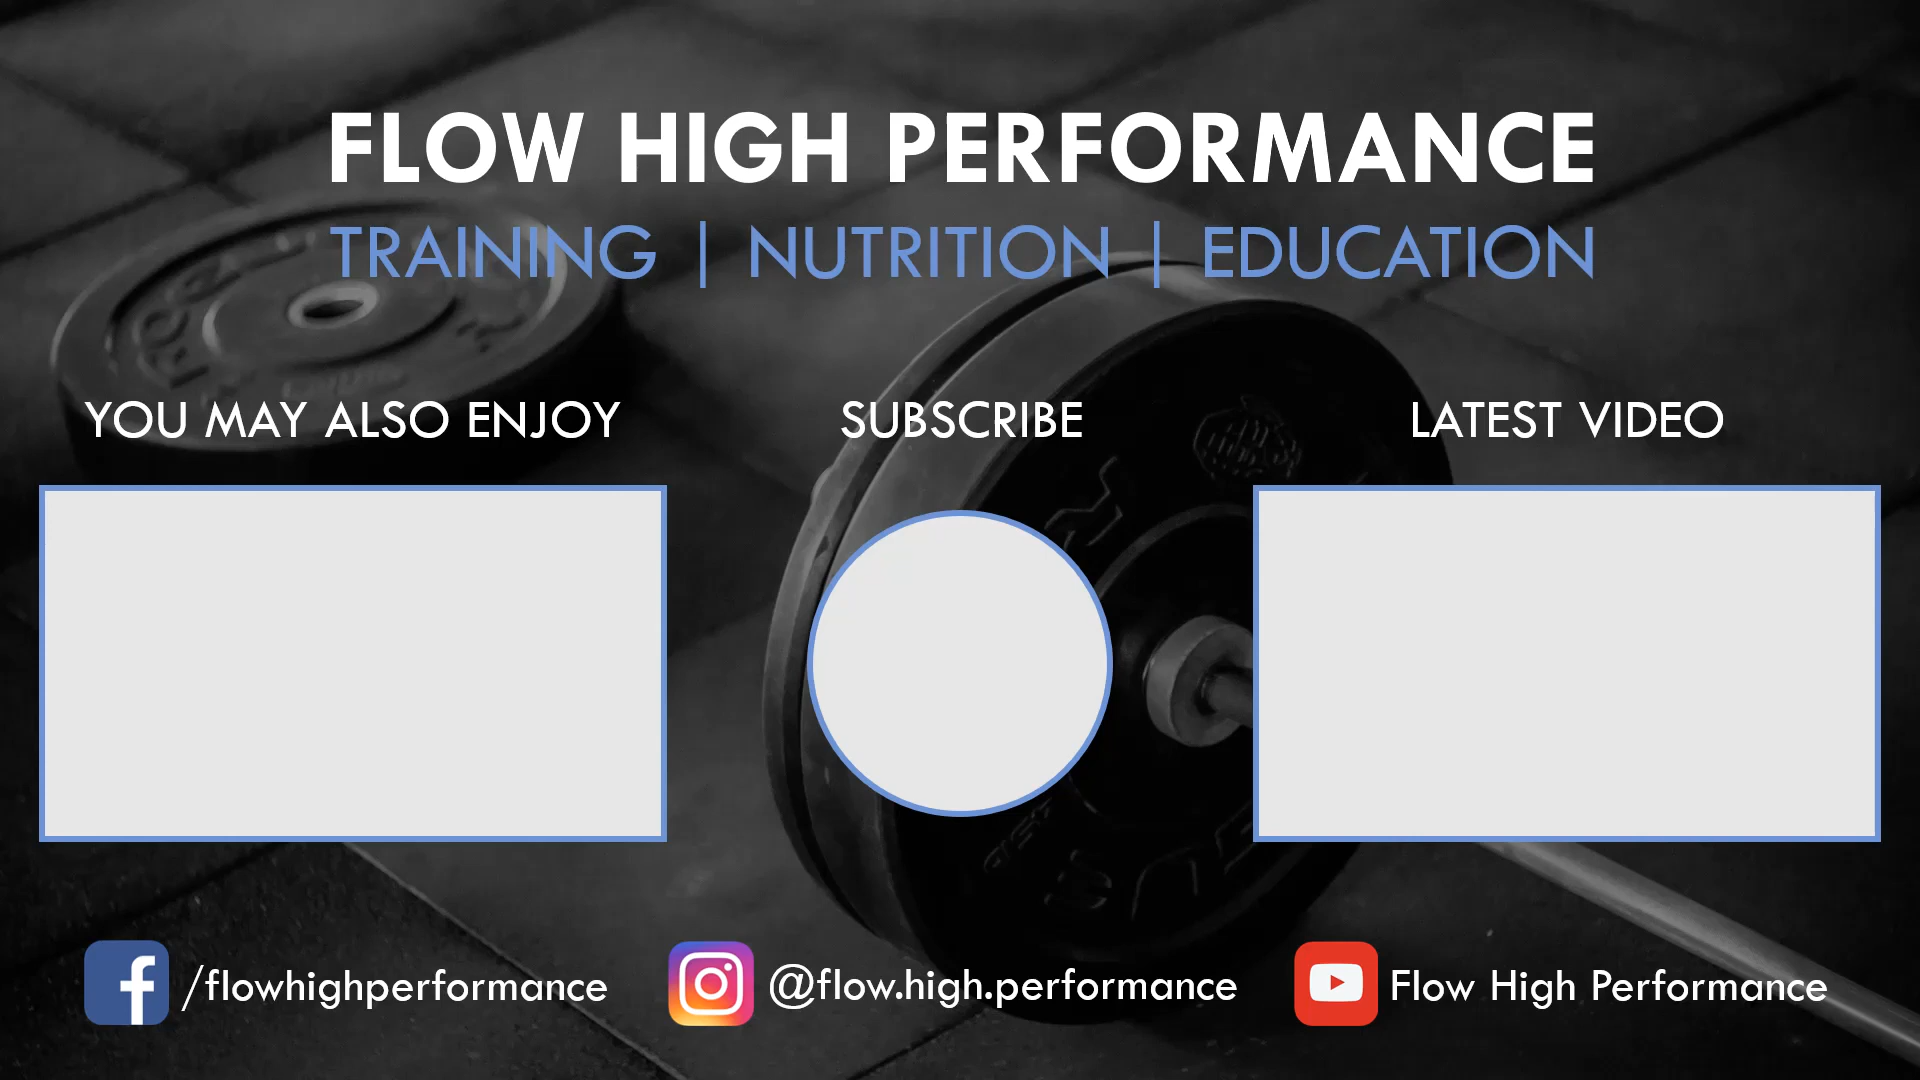 FLOW HIGH PERFORMANCE
TRAINING | NUTRITION | EDUCATION
YOU MAY ALSO ENJOY
SUBSCRIBE
LATEST VIDEO
/flowhighperformance
@flow.high.performance
Flow High Performance